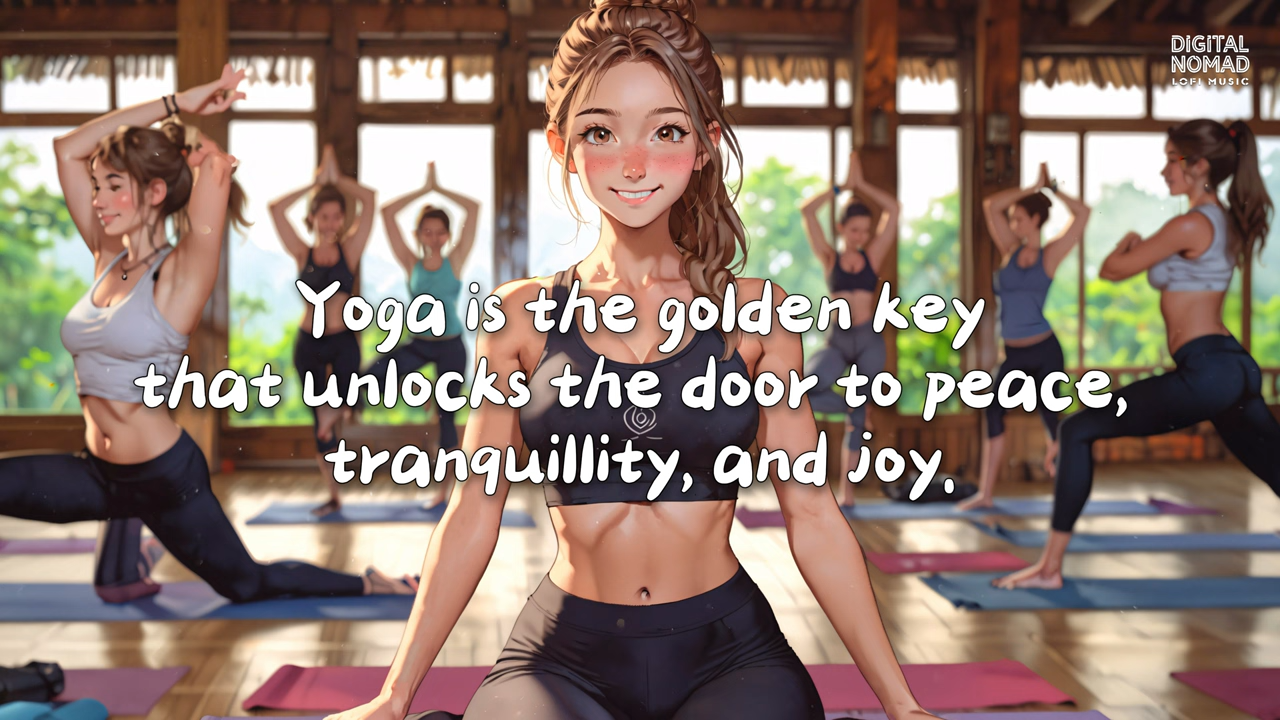 DiGiTAL
NOMAD
LOFI MUSIC
Yoga is the golden key
that unlocks the door to peace,
tranquillity, and joy.